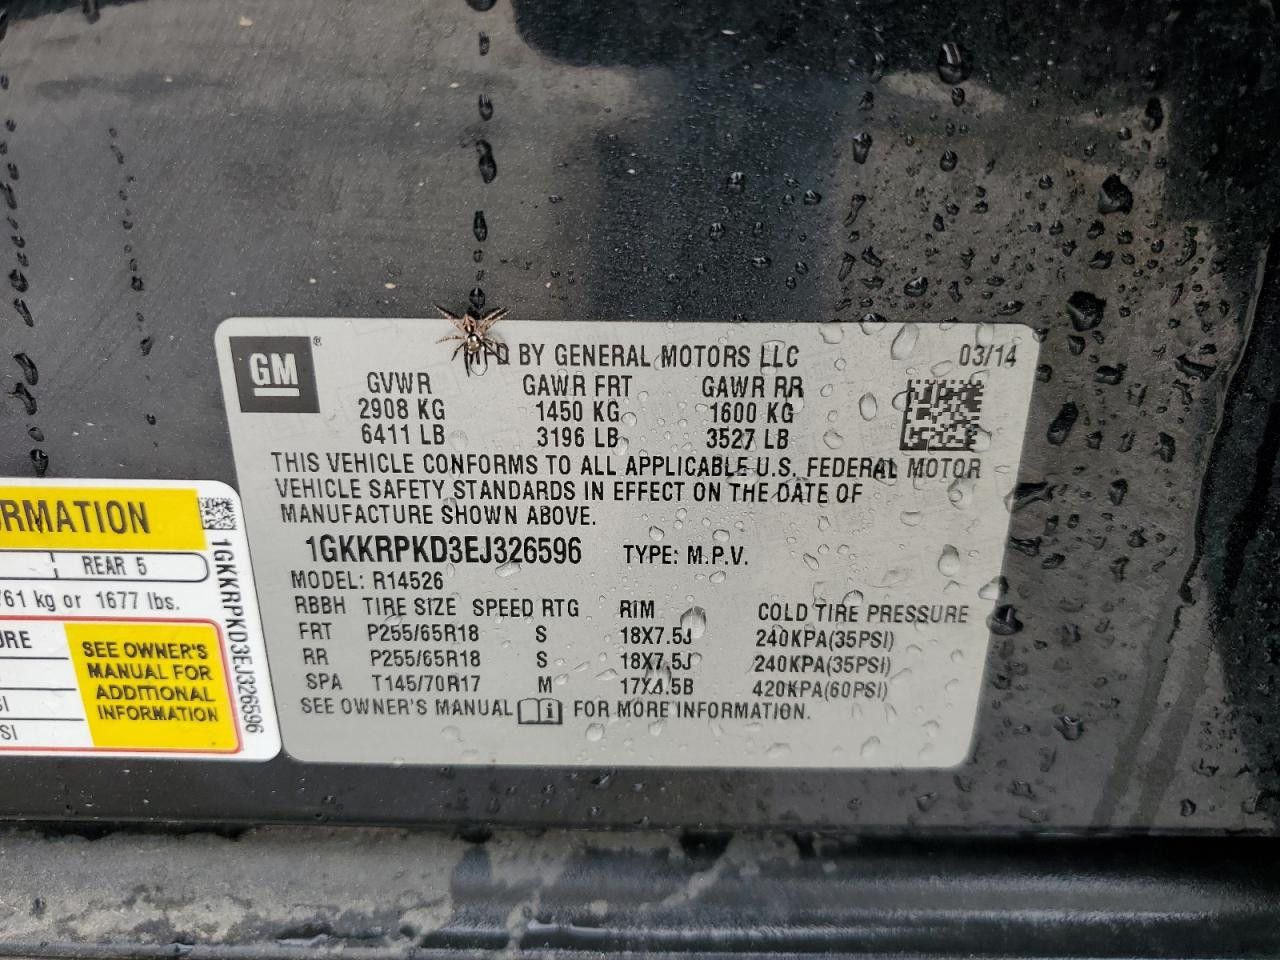 GM ®
MFD BY GENERAL MOTORS LLC 03/14
GVWR GAWR FRT GAWR RR
2908 KG 1450 KG 1600 KG
6411 LB 3196 LB 3527 LB
THIS VEHICLE CONFORMS TO ALL APPLICABLE U.S. FEDERAL MOTOR
VEHICLE SAFETY STANDARDS IN EFFECT ON THE DATE OF
MANUFACTURE SHOWN ABOVE.
1GKKRPKD3EJ326596 TYPE: M.P.V.
MODEL: R14526
RBBH TIRE SIZE SPEED RTG RIM COLD TIRE PRESSURE
FRT P255/65R18 S 18X7.5J 240KPA(35PSI)
RR P255/65R18 S 18X7.5J 240KPA(35PSI)
SPA T145/70R17 M 17X4.5B 420KPA(60PSI)
SEE OWNER'S MANUAL i FOR MORE INFORMATION.
RMATION
REAR 5
761 kg or 1677 lbs.
URE
SI
SI
SEE OWNER'S
MANUAL FOR
ADDITIONAL
INFORMATION
1GKKRPKD3EJ326596